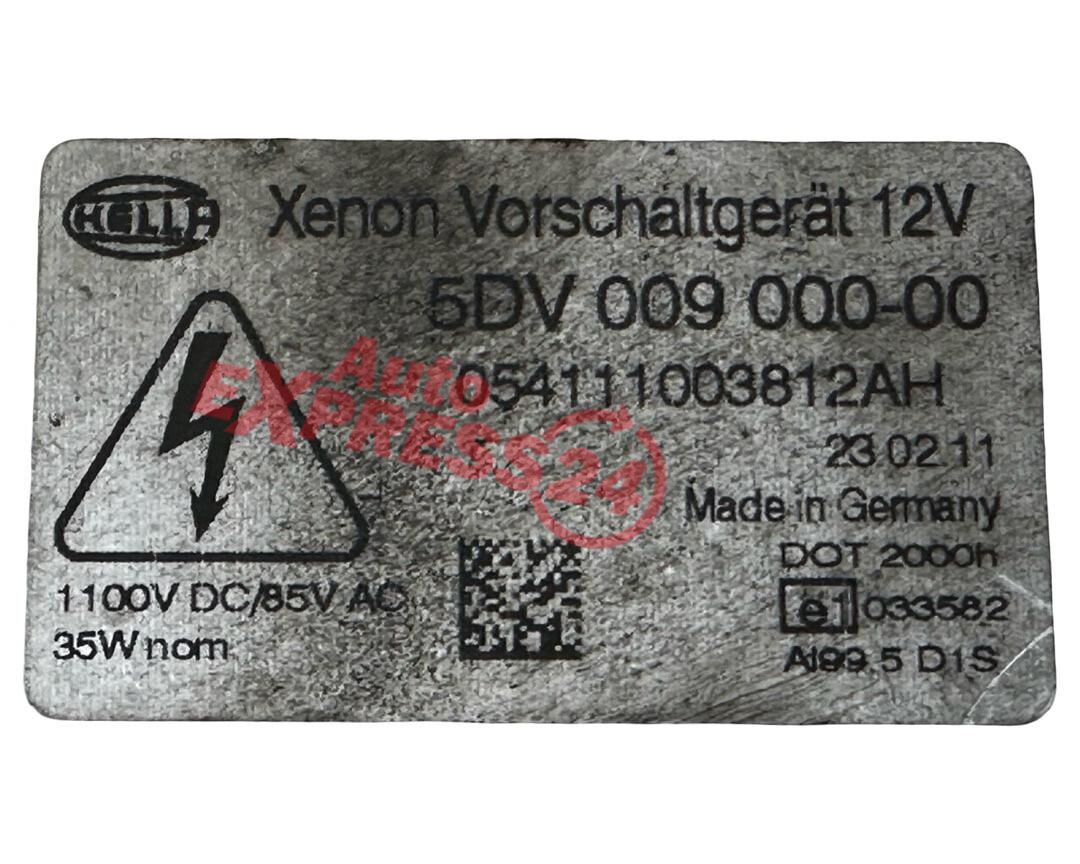 HELLA Xenon Vorschaltgerät 12V
5DV 009 000-00
054111003812AH
23 02 11
Made in Germany
DOT 2000h
1100V DC/85V AC
e1 033582
35W nom
Al99.5 D1S
Auto
EXPRESS24